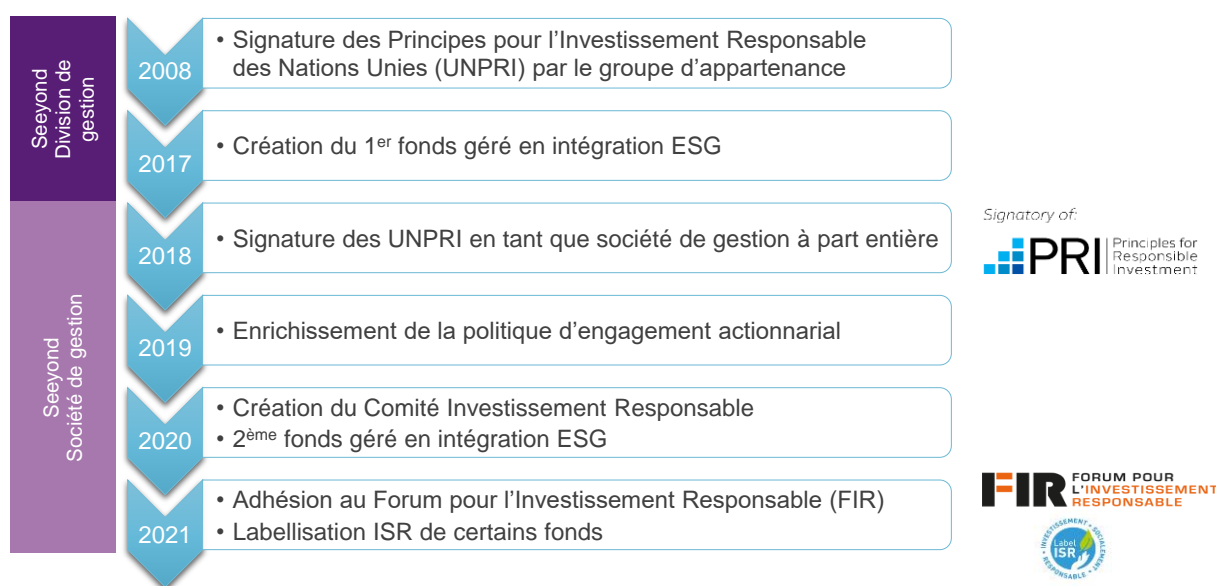 Seeyond
Division de
gestion
2008
• Signature des Principes pour l'Investissement Responsable
des Nations Unies (UNPRI) par le groupe d'appartenance
2017
• Création du 1er fonds géré en intégration ESG
Seeyond
Société de gestion
2018
• Signature des UNPRI en tant que société de gestion à part entière
Signatory of:
PRI
Principles for
Responsible
Investment
2019
• Enrichissement de la politique d'engagement actionnarial
2020
• Création du Comité Investissement Responsable
• 2ème fonds géré en intégration ESG
2021
• Adhésion au Forum pour l'Investissement Responsable (FIR)
• Labellisation ISR de certains fonds
FIR
FORUM POUR
L'INVESTISSEMENT
RESPONSABLE
INVESTISSEMENT • SOCIALEMENT RESPONSABLE •
Label
ISR